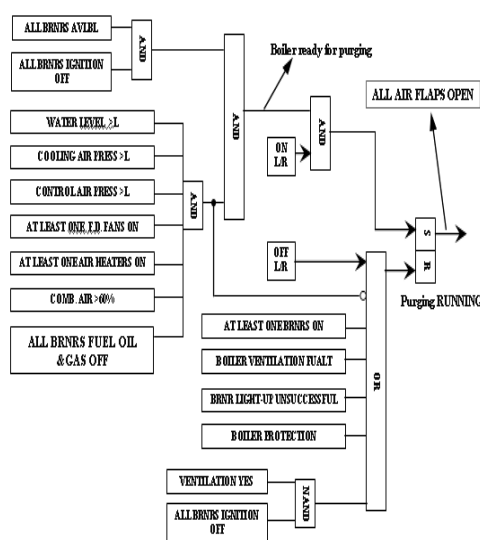 ALL BRNRS AVLBL
ALL BRNRS IGNITION
OFF
AND
WATER LEVEL >L
COOLING AIR PRESS >L
CONTROL AIR PRESS >L
AT LEAST ONE F.D. FANS ON
AT LEAST ONE AIR HEATERS ON
COMB. AIR >60%
ALL BRNRS FUEL OIL
& GAS OFF
AND
AND
Boiler ready for purging
ON
L/R
AND
ALL AIR FLAPS OPEN
S
R
Purging RUNNING
OFF
L/R
AT LEAST ONE BRNRS ON
BOILER VENTILATION FUALT
BRNR LIGHT-UP UNSUCCESSFUL
BOILER PROTECTION
OR
VENTILATION YES
ALL BRNRS IGNITION
OFF
NAND